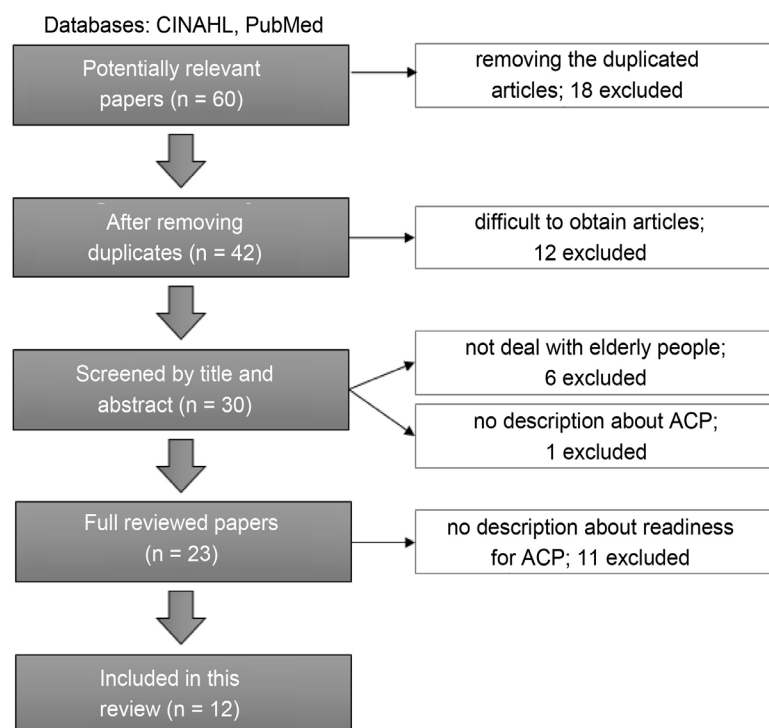 Databases: CINAHL, PubMed
Potentially relevant
papers (n = 60)
removing the duplicated
articles; 18 excluded
After removing
duplicates (n = 42)
difficult to obtain articles;
12 excluded
Screened by title and
abstract (n = 30)
not deal with elderly people;
6 excluded
no description about ACP;
1 excluded
Full reviewed papers
(n = 23)
no description about readiness
for ACP; 11 excluded
Included in this
review (n = 12)